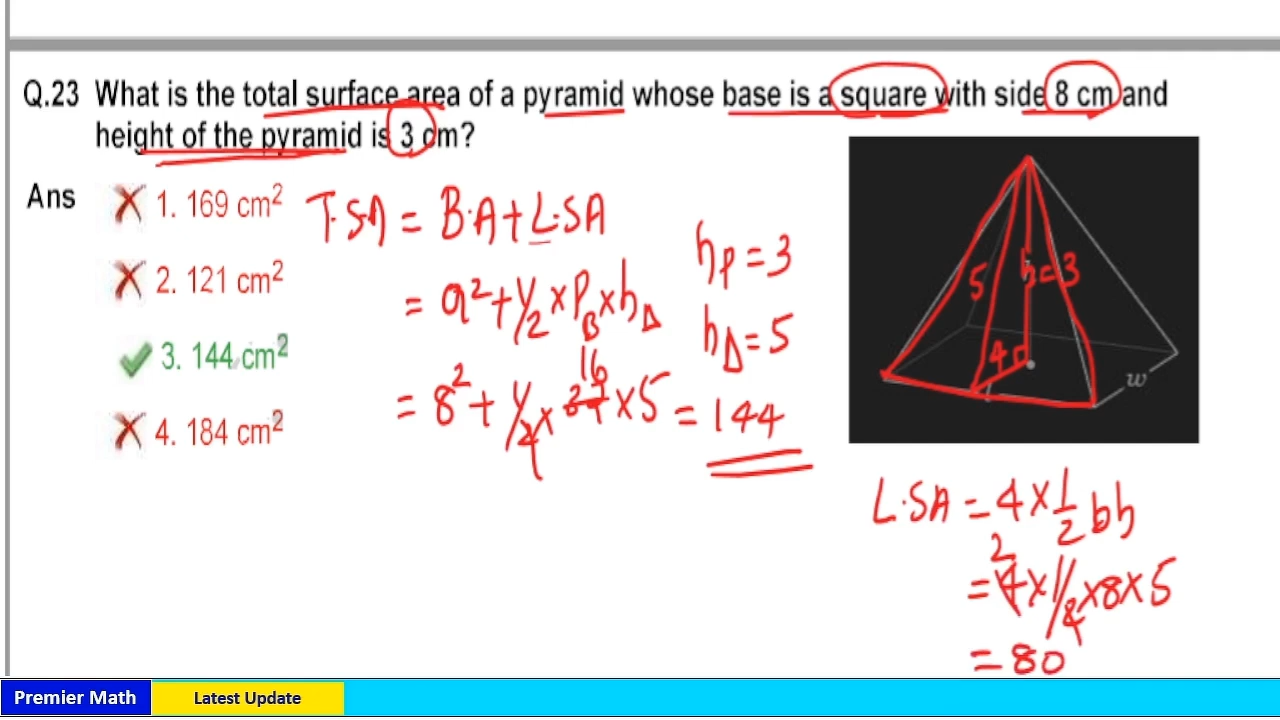 Q.23 What is the total surface area of a pyramid whose base is a square with side 8 cm and
height of the pyramid is 3 cm?
Ans
1. 169 cm²
2. 121 cm²
3. 144 cm²
4. 184 cm²
T.SA = B.A + L.SA
= a² + 1/2 × P_B × h_Δ
= 8² + 1/2 × 32 16 × 5 = 144
h_P = 3
h_Δ = 5
5
h=3
4
w
L.SA = 4 × 1/2 bh
= 4 2 × 1/2 × 8 × 5
= 80
Premier Math
Latest Update